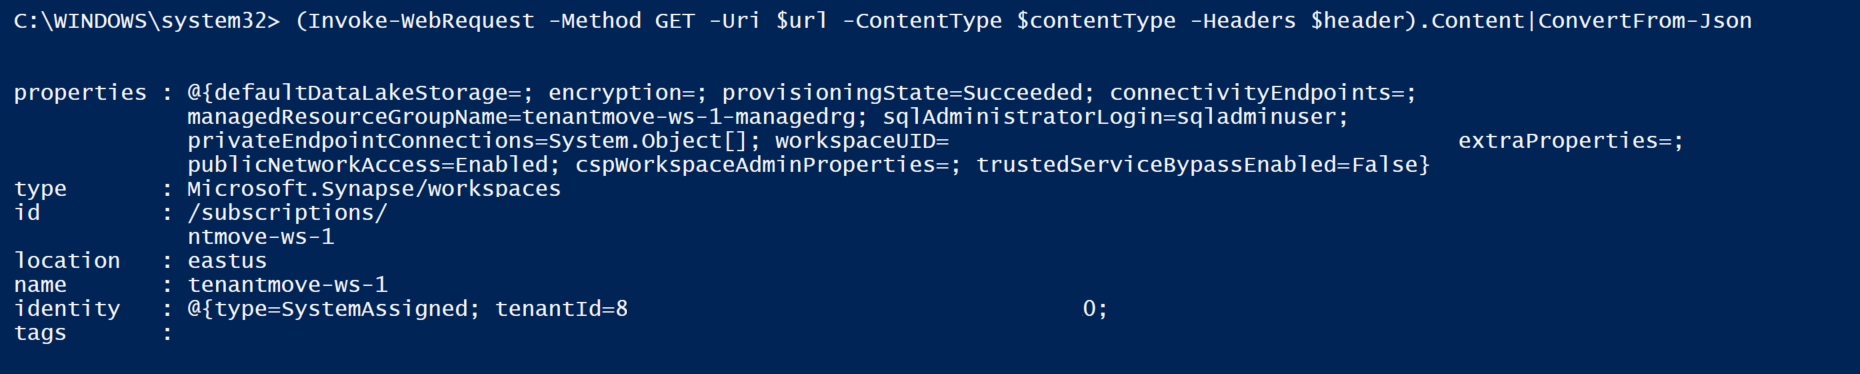 C:\WINDOWS\system32> (Invoke-WebRequest -Method GET -Uri $url -ContentType $contentType -Headers $header).Content|ConvertFrom-Json
properties : @{defaultDataLakeStorage=; encryption=; provisioningState=Succeeded; connectivityEndpoints=;
managedResourceGroupName=tenantmove-ws-1-managedrg; sqlAdministratorLogin=sqladminuser;
privateEndpointConnections=System.Object[]; workspaceUID= extraProperties=;
publicNetworkAccess=Enabled; cspWorkspaceAdminProperties=; trustedServiceBypassEnabled=False}
type : Microsoft.Synapse/workspaces
id : /subscriptions/
ntmove-ws-1
location : eastus
name : tenantmove-ws-1
identity : @{type=SystemAssigned; tenantId=8 0;
tags :